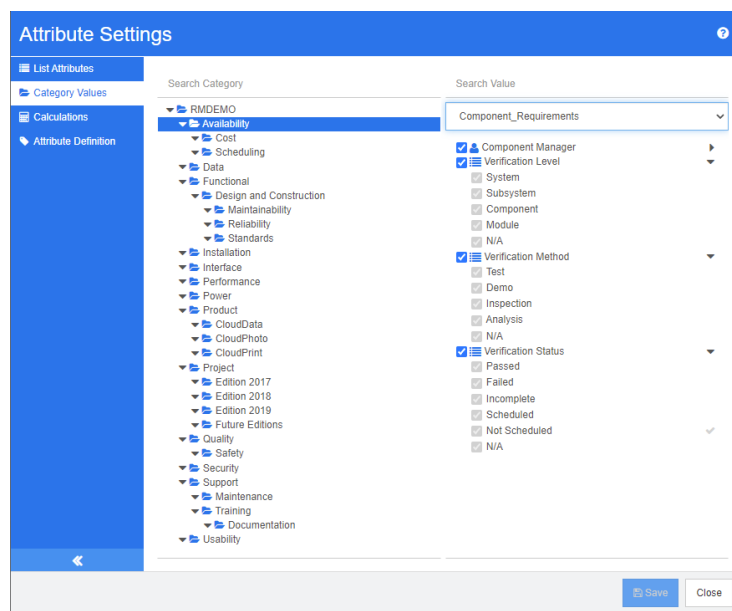 Attribute Settings
List Attributes
Category Values
Calculations
Attribute Definition
Search Category
RMDEMO
Availability
Cost
Scheduling
Data
Functional
Design and Construction
Maintainability
Reliability
Standards
Installation
Interface
Performance
Power
Product
CloudData
CloudPhoto
CloudPrint
Project
Edition 2017
Edition 2018
Edition 2019
Future Editions
Quality
Safety
Security
Support
Maintenance
Training
Documentation
Usability
Search Value
Component_Requirements
Component Manager
Verification Level
System
Subsystem
Component
Module
N/A
Verification Method
Test
Demo
Inspection
Analysis
N/A
Verification Status
Passed
Failed
Incomplete
Scheduled
Not Scheduled
N/A
Save
Close